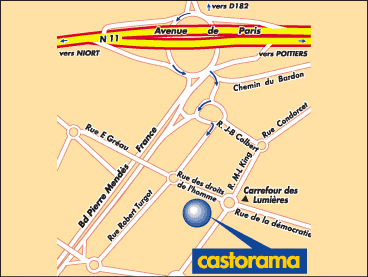 vers D182
Avenue de Paris
N 11
vers NIORT
vers POITIERS
Chemin du Bardon
R. J-B Colbert
Rue Condorcet
Rue E Gréau
Bd Pierre Mendès France
R. M-L King
Rue des droits
de l'homme
Carrefour des
Lumières
Rue Robert Turgot
Rue de la démocratie
castorama